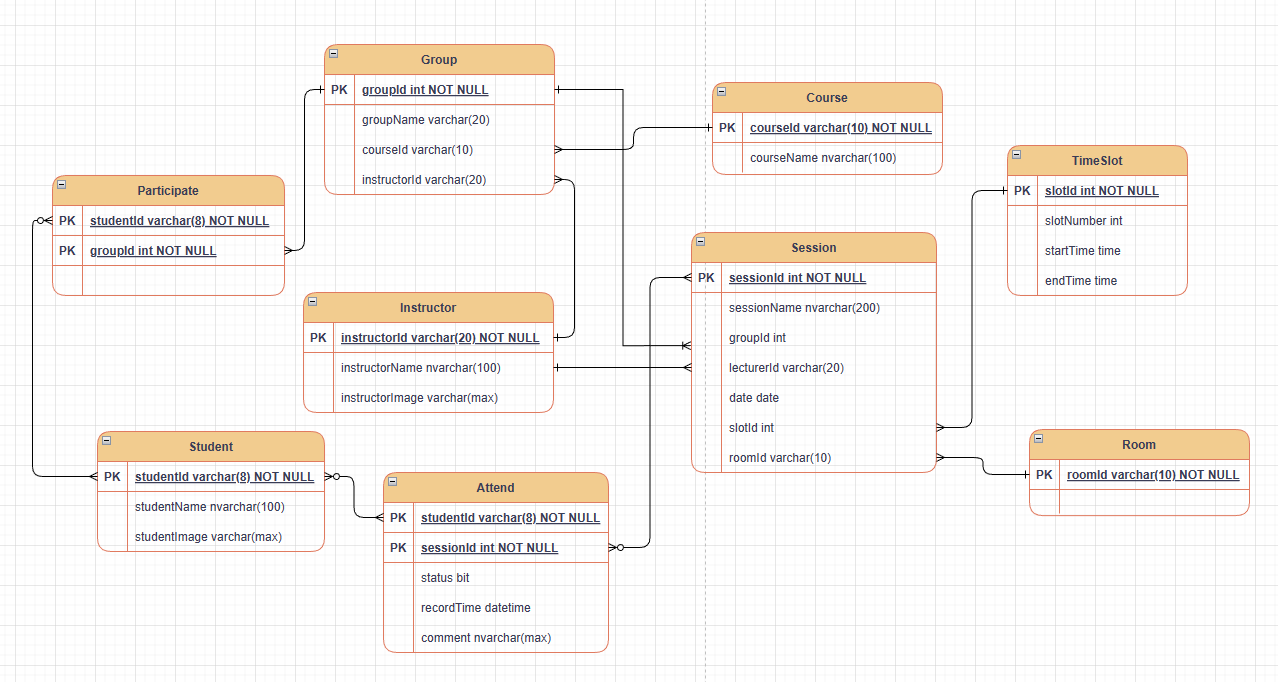 Group
PK groupId int NOT NULL
groupName varchar(20)
courseId varchar(10)
instructorId varchar(20)
Course
PK courseId varchar(10) NOT NULL
courseName nvarchar(100)
TimeSlot
PK slotId int NOT NULL
slotNumber int
startTime time
endTime time
Participate
PK studentId varchar(8) NOT NULL
PK groupId int NOT NULL
Session
PK sessionId int NOT NULL
sessionName nvarchar(200)
groupId int
lecturerId varchar(20)
date date
slotId int
roomId varchar(10)
Instructor
PK instructorId varchar(20) NOT NULL
instructorName nvarchar(100)
instructorImage varchar(max)
Student
PK studentId varchar(8) NOT NULL
studentName nvarchar(100)
studentImage varchar(max)
Attend
PK studentId varchar(8) NOT NULL
PK sessionId int NOT NULL
status bit
recordTime datetime
comment nvarchar(max)
Room
PK roomId varchar(10) NOT NULL